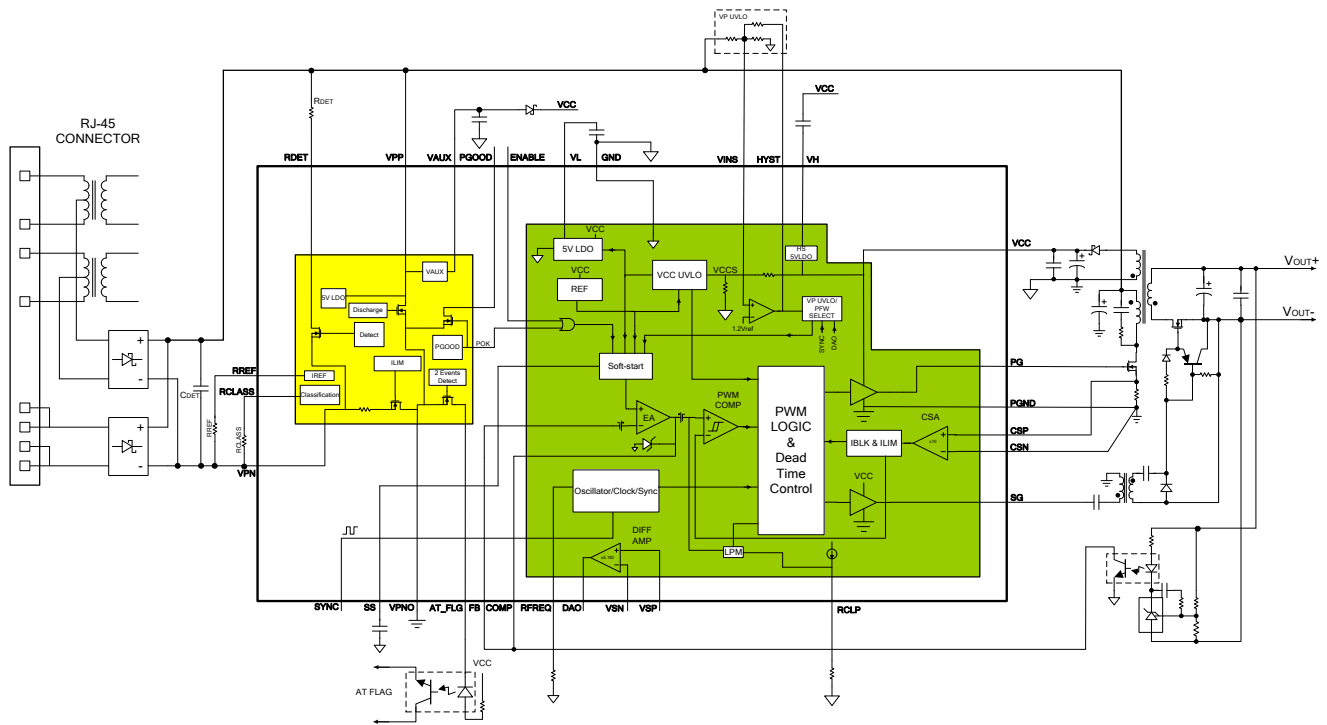 VP UVLO
RJ-45
CONNECTOR
RDET
VCC
VCC
RDET
VPP
VAUX
PGOOD
ENABLE
VL
GND
VINS
HYST
VH
VCC
VOUT+
VOUT-
5V LDO
VCC
HS
5VLDO
VAUX
VCC UVLO
VCCS
VCC
REF
5V LDO
Discharge
VP UVLO/
PFW
SELECT
1.2Vref
SYNC
DAO
Detect
PGOOD
POK
+
-
ILIM
Soft-start
PG
RREF
IREF
2 Events
Detect
RCLASS
Classification
CDET
PWM
COMP
EA
PWM
LOGIC
&
Dead
Time
Control
CSA
x10
IBLK & ILIM
PGND
CSP
CSN
RREF
RCLASS
+
-
VPN
Oscillator/Clock/Sync
VCC
SG
DIFF
AMP
LPM
SYNC
SS
VPNO
AT_FLG
FB
COMP
RFREQ
DAO
VSN
VSP
RCLP
VCC
AT FLAG